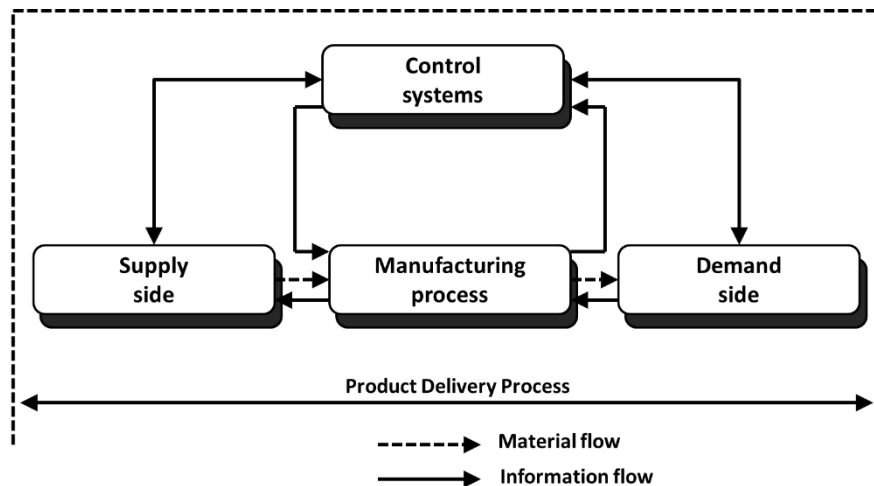 Control
systems
Supply
side
Manufacturing
process
Demand
side
Product Delivery Process
Material flow
Information flow